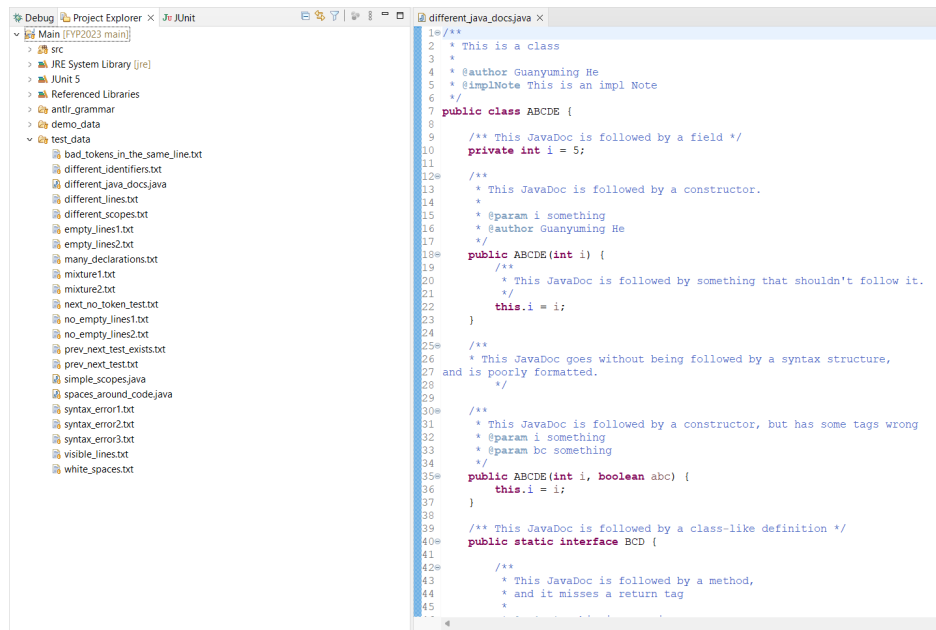 Debug Project Explorer × JUnit
Main [FYP2023 main]
src
JRE System Library [jre]
JUnit 5
Referenced Libraries
antlr_grammar
demo_data
test_data
bad_tokens_in_the_same_line.txt
different_identifiers.txt
different_java_docs.java
different_lines.txt
different_scopes.txt
empty_lines1.txt
empty_lines2.txt
many_declarations.txt
mixture1.txt
mixture2.txt
next_no_token_test.txt
no_empty_lines1.txt
no_empty_lines2.txt
prev_next_test_exists.txt
prev_next_test.txt
simple_scopes.java
spaces_around_code.java
syntax_error1.txt
syntax_error2.txt
syntax_error3.txt
visible_lines.txt
white_spaces.txt
different_java_docs.java ×
1 /**
2  * This is a class
3  *
4  * @author Guanyuming He
5  * @implNote This is an impl Note
6  */
7 public class ABCDE {
8
9     /** This JavaDoc is followed by a field */
10     private int i = 5;
11
12     /**
13      * This JavaDoc is followed by a constructor.
14      *
15      * @param i something
16      * @author Guanyuming He
17      */
18     public ABCDE(int i) {
19         /**
20          * This JavaDoc is followed by something that shouldn't follow it.
21          */
22         this.i = i;
23     }
24
25     /**
26     * This JavaDoc goes without being followed by a syntax structure,
27 and is poorly formatted.
28         */
29
30     /**
31      * This JavaDoc is followed by a constructor, but has some tags wrong
32      * @param i something
33      * @param bc something
34      */
35     public ABCDE(int i, boolean abc) {
36         this.i = i;
37     }
38
39     /** This JavaDoc is followed by a class-like definition */
40     public static interface BCD {
41
42         /**
43          * This JavaDoc is followed by a method,
44          * and it misses a return tag
45          *